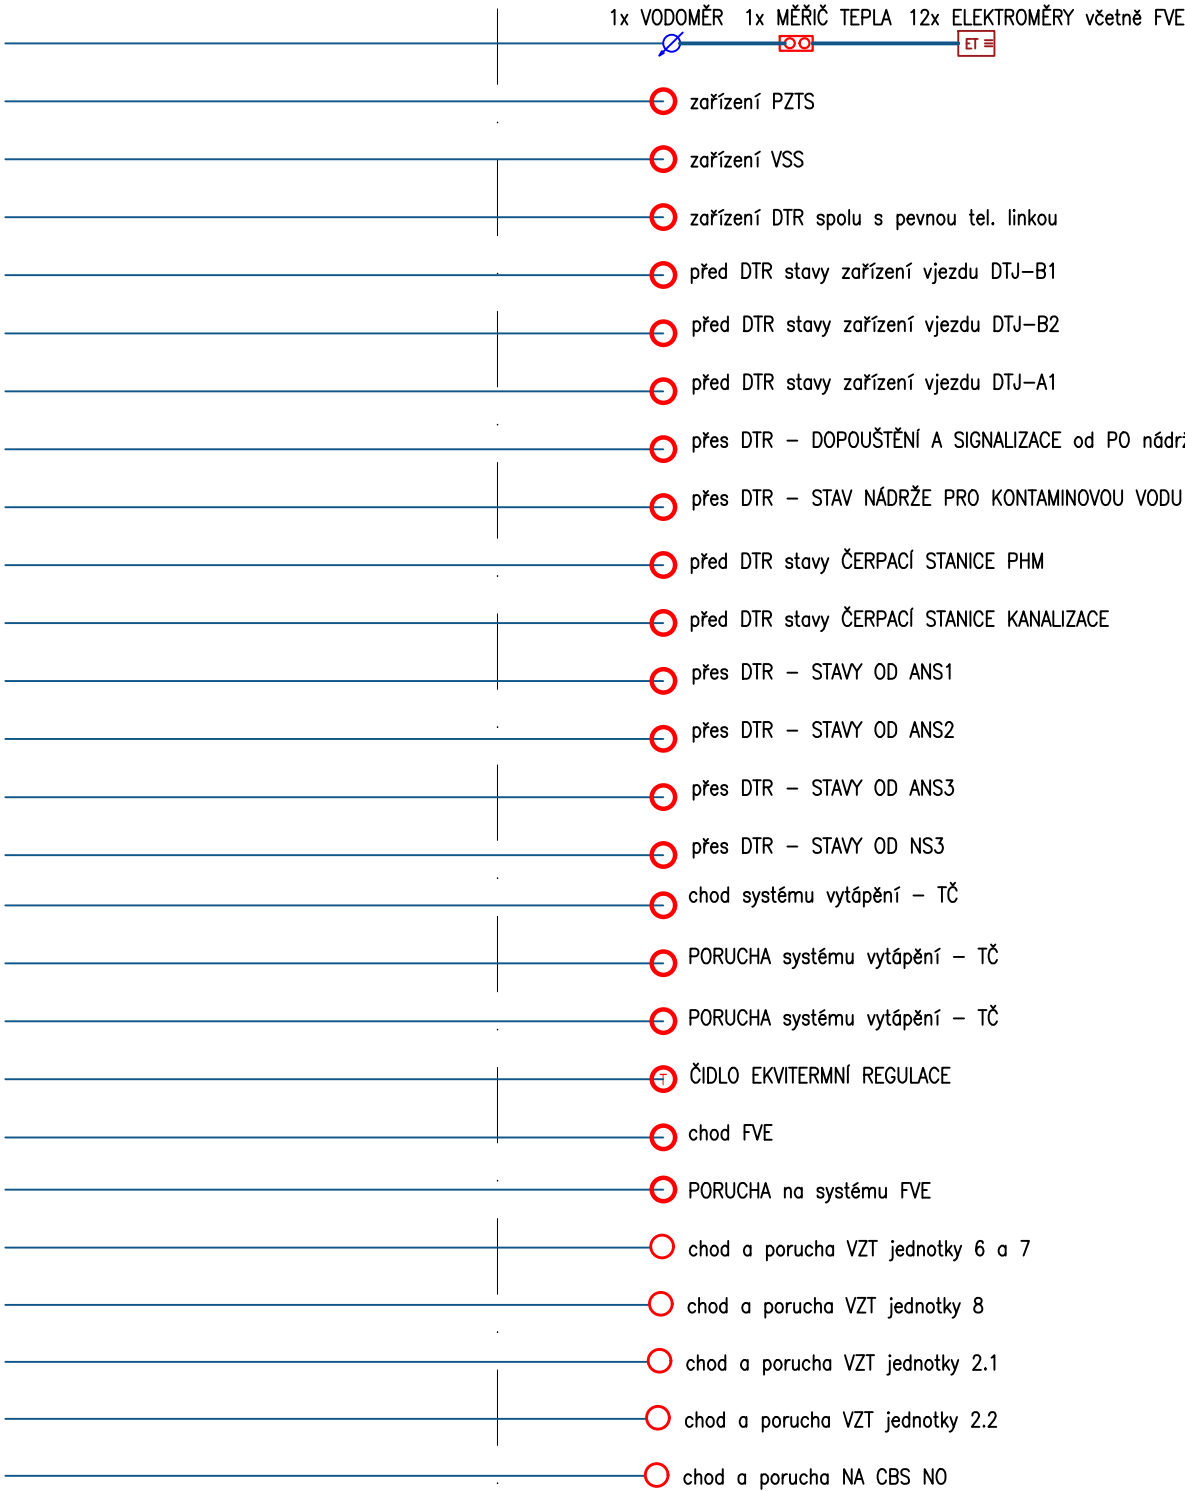 1x VODOMĚR 1x MĚŘIČ TEPLA 12x ELEKTROMĚRY včetně FVE
ET
zařízení PZTS
zařízení VSS
zařízení DTR spolu s pevnou tel. linkou
před DTR stavy zařízení vjezdu DTJ-B1
před DTR stavy zařízení vjezdu DTJ-B2
před DTR stavy zařízení vjezdu DTJ-A1
přes DTR - DOPOUŠTĚNÍ A SIGNALIZACE od PO
přes DTR - STAV NÁDRŽE PRO KONTAMINOVOU VODU
před DTR stavy ČERPACÍ STANICE PHM
před DTR stavy ČERPACÍ STANICE KANALIZACE
přes DTR - STAVY OD ANS1
přes DTR - STAVY OD ANS2
přes DTR - STAVY OD ANS3
přes DTR - STAVY OD NS3
chod systému vytápění - TČ
PORUCHA systému vytápění - TČ
PORUCHA systému vytápění - TČ
T ČIDLO EKVITERMNÍ REGULACE
chod FVE
PORUCHA na systému FVE
chod a porucha VZT jednotky 6 a 7
chod a porucha VZT jednotky 8
chod a porucha VZT jednotky 2.1
chod a porucha VZT jednotky 2.2
chod a porucha NA CBS NO